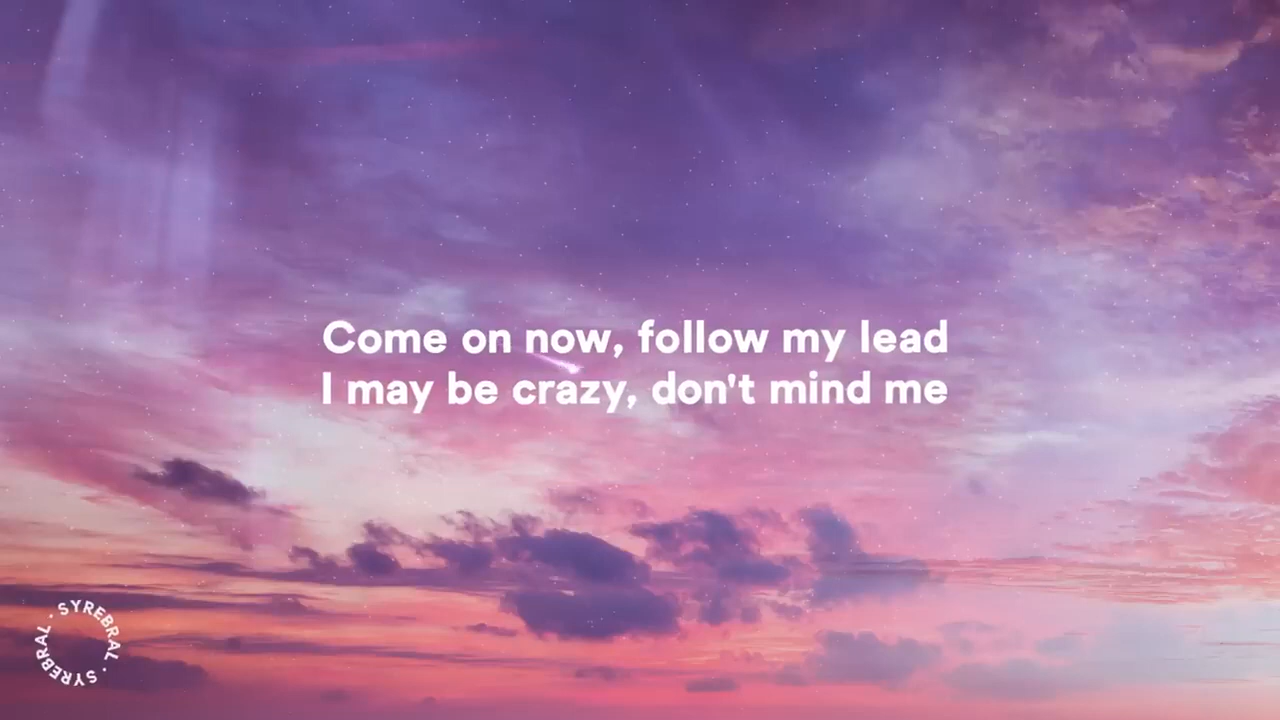 Come on now, follow my lead
I may be crazy, don't mind me
SYREBRAL · SYREBRAL ·